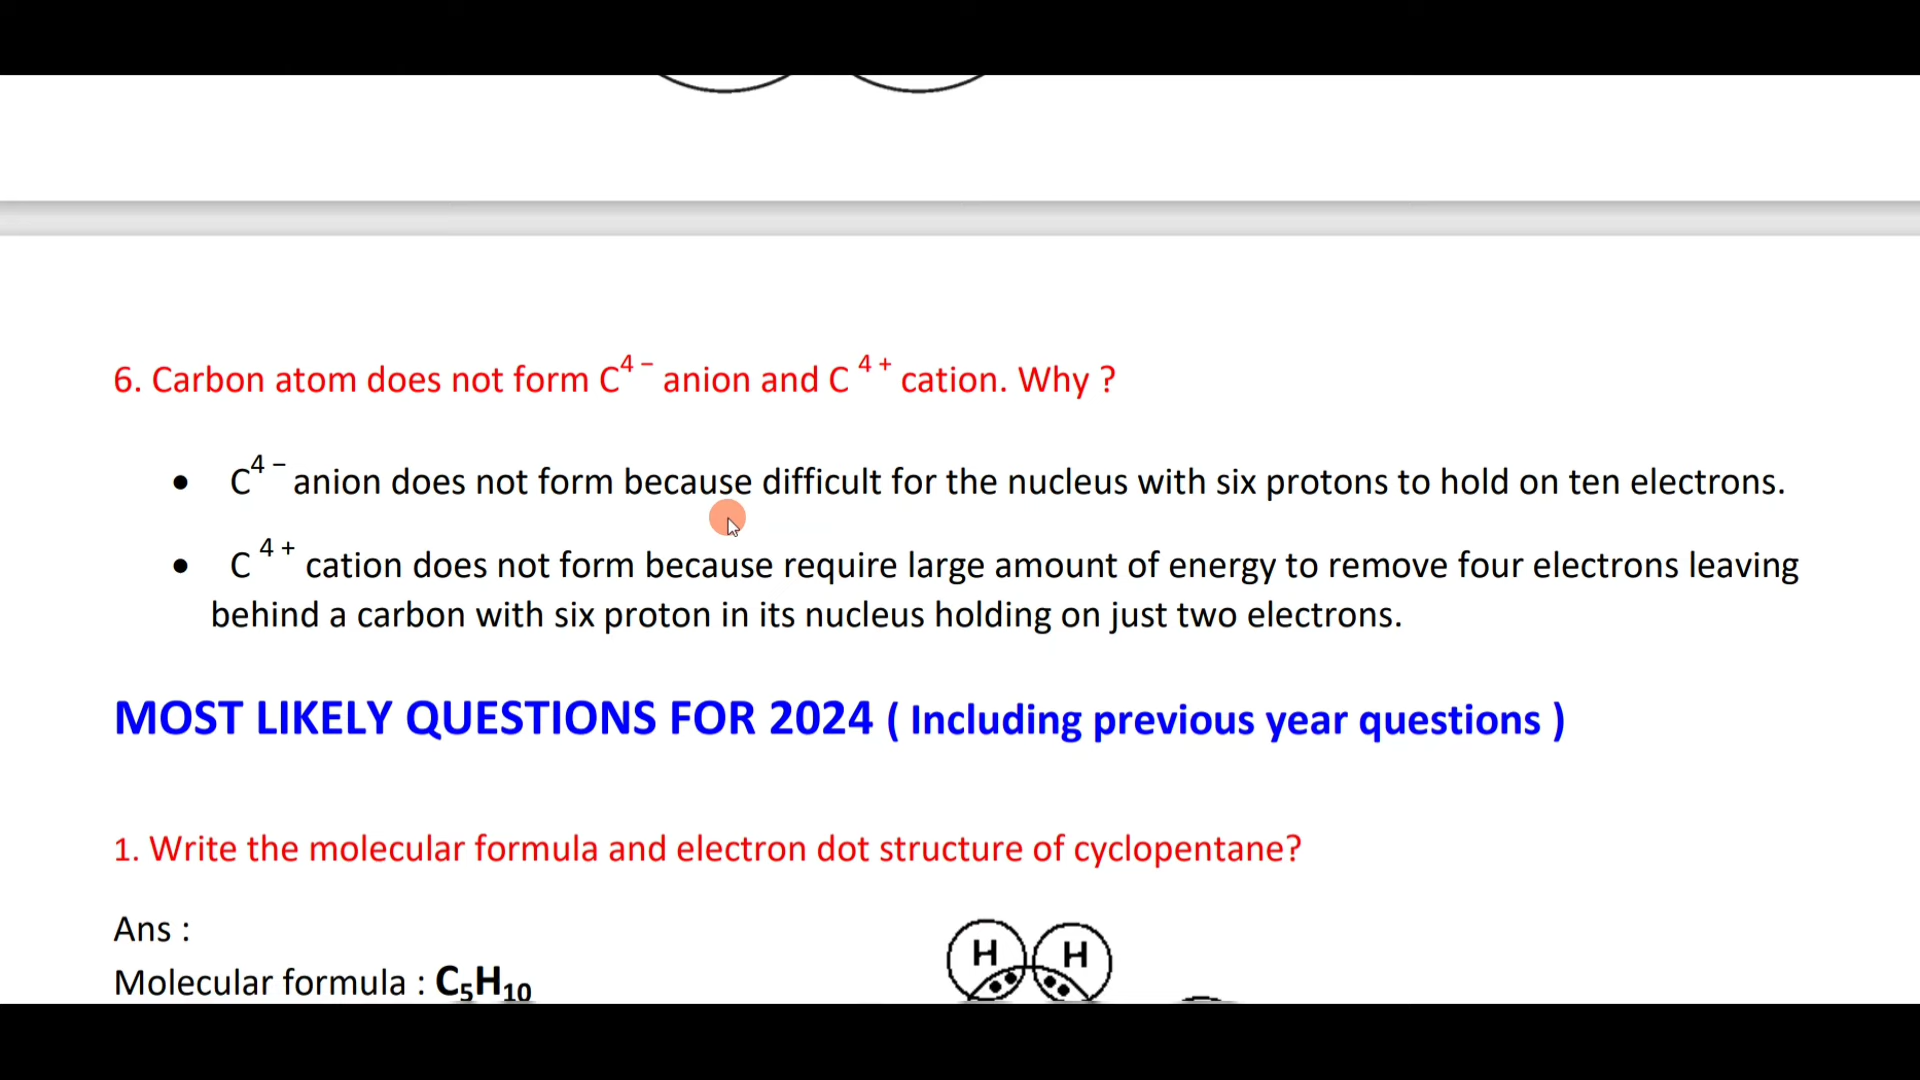 6. Carbon atom does not form C⁴⁻ anion and C ⁴⁺ cation. Why ?
• C⁴⁻ anion does not form because difficult for the nucleus with six protons to hold on ten electrons.
• C ⁴⁺ cation does not form because require large amount of energy to remove four electrons leaving
behind a carbon with six proton in its nucleus holding on just two electrons.
MOST LIKELY QUESTIONS FOR 2024 ( Including previous year questions )
1. Write the molecular formula and electron dot structure of cyclopentane?
Ans :
H H
Molecular formula : C₅H₁₀